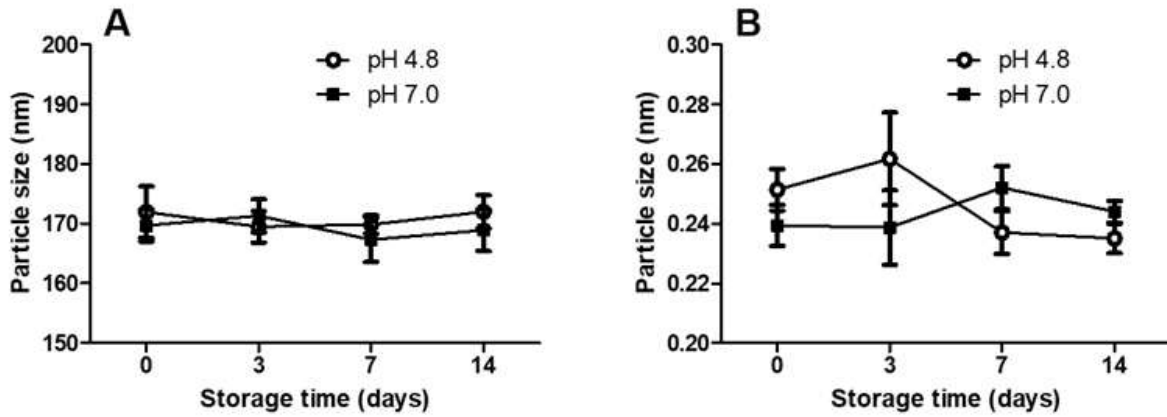 A
pH 4.8
pH 7.0
Particle size (nm)
200
190
180
170
160
150
0 3 7 14
Storage time (days)
B
pH 4.8
pH 7.0
Particle size (nm)
0.30
0.28
0.26
0.24
0.22
0.20
0 3 7 14
Storage time (days)